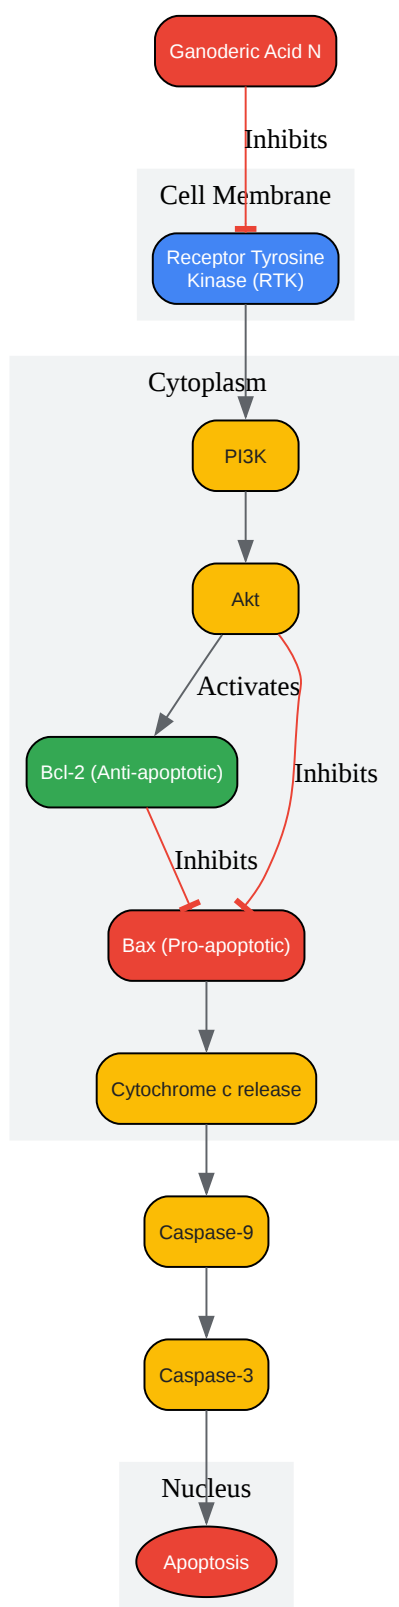 Ganoderic Acid N
Inhibits
Cell Membrane
Receptor Tyrosine
Kinase (RTK)
Cytoplasm
PI3K
Akt
Activates
Bcl-2 (Anti-apoptotic)
Inhibits
Inhibits
Bax (Pro-apoptotic)
Cytochrome c release
Caspase-9
Caspase-3
Nucleus
Apoptosis